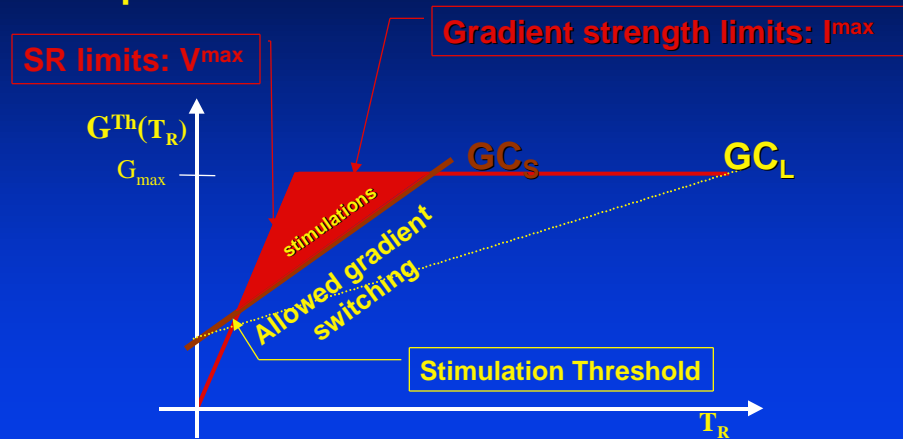 Gradient strength limits: Imax
SR limits: Vmax
GTh(TR)
Gmax
GCS
GCL
stimulations
Allowed gradient
switching
Stimulation Threshold
TR